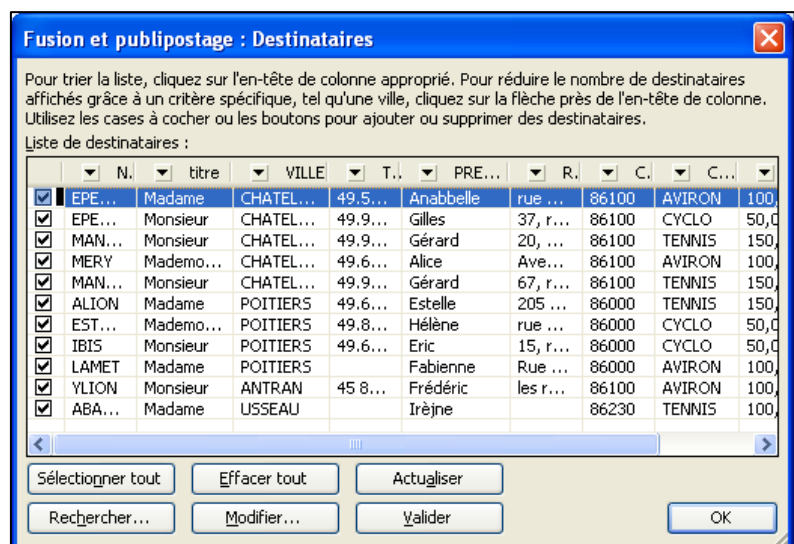 Fusion et publipostage : Destinataires
Pour trier la liste, cliquez sur l'en-tête de colonne approprié. Pour réduire le nombre de destinataires
affichés grâce à un critère spécifique, tel qu'une ville, cliquez sur la flèche près de l'en-tête de colonne.
Utilisez les cases à cocher ou les boutons pour ajouter ou supprimer des destinataires.
Liste de destinataires :
N. titre VILLE T.. PRE... R. C. C...
EPE... Madame CHATEL... 49.5... Anabbelle rue ... 86100 AVIRON 100,
EPE... Monsieur CHATEL... 49.9... Gilles 37, r... 86100 CYCLO 50,0
MAN... Monsieur CHATEL... 49.9... Gérard 20, ... 86100 TENNIS 150,
MERY Mademo... CHATEL... 49.6... Alice Ave... 86100 AVIRON 100,
MAN... Monsieur CHATEL... 49.9... Gérard 67, r... 86100 TENNIS 150,
ALION Madame POITIERS 49.6... Estelle 205 ... 86000 TENNIS 150,
EST... Mademo... POITIERS 49.8... Hélène rue ... 86000 CYCLO 50,0
IBIS Monsieur POITIERS 49.6... Eric 15, r... 86000 CYCLO 50,0
LAMET Madame POITIERS Fabienne Rue ... 86000 AVIRON 100,
YLION Monsieur ANTRAN 45 8... Frédéric les r... 86100 AVIRON 100,
ABA... Madame USSEAU Irèjne 86230 TENNIS 100,
Sélectionner tout Effacer tout Actualiser
Rechercher... Modifier... Valider OK